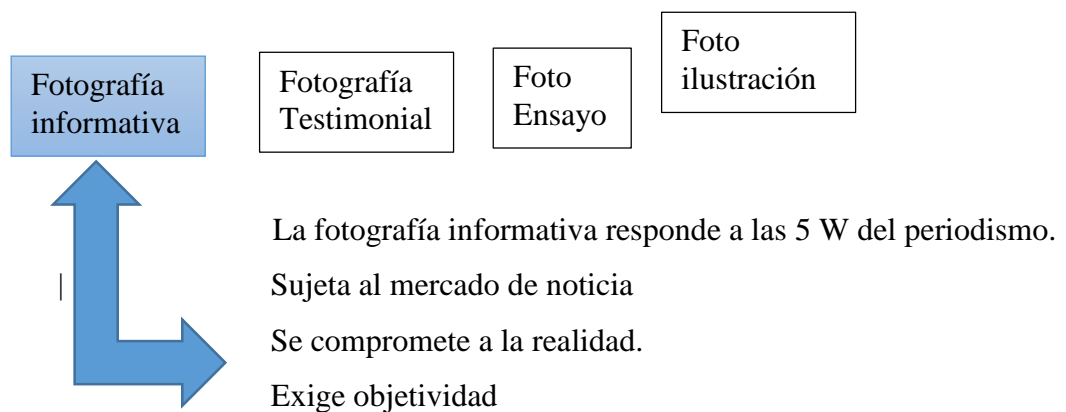 Fotografía
informativa
Fotografía
Testimonial
Foto
Ensayo
Foto
ilustración
La fotografía informativa responde a las 5 W del periodismo.
Sujeta al mercado de noticia
Se compromete a la realidad.
Exige objetividad